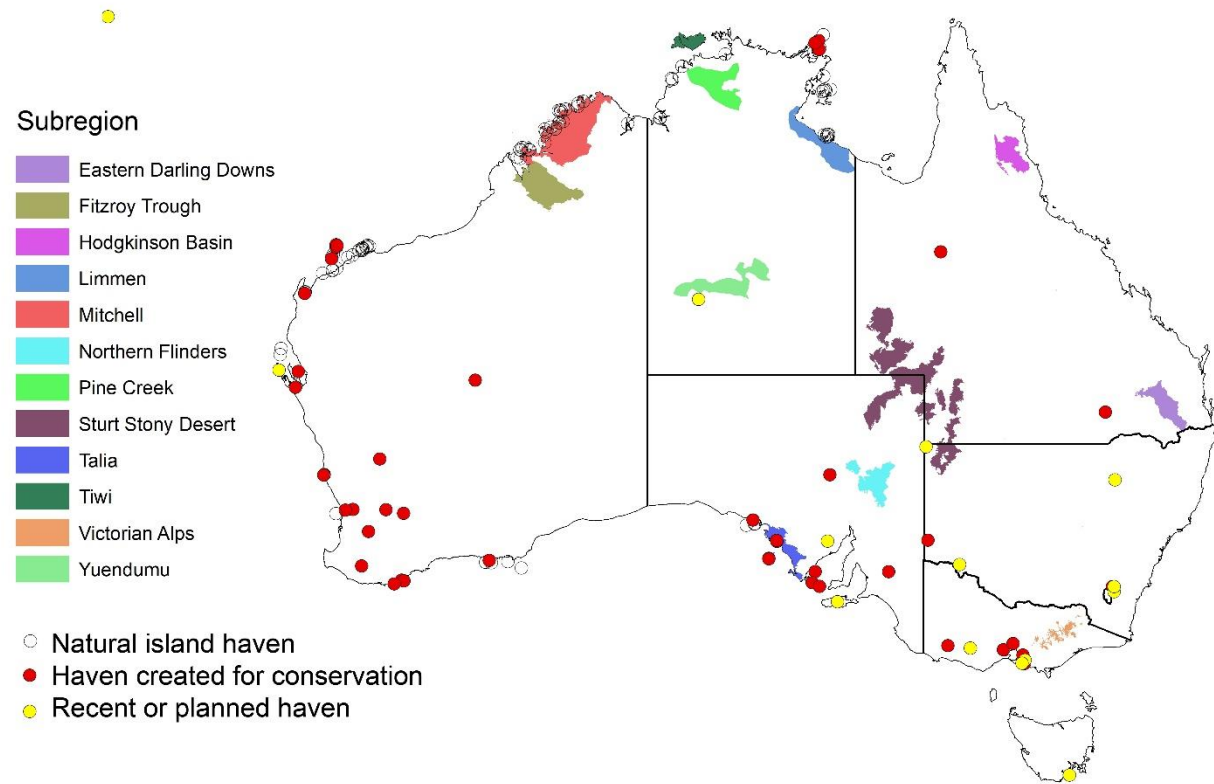 Subregion
Eastern Darling Downs
Fitzroy Trough
Hodgkinson Basin
Limmen
Mitchell
Northern Flinders
Pine Creek
Sturt Stony Desert
Talia
Tiwi
Victorian Alps
Yuendumu
Natural island haven
Haven created for conservation
Recent or planned haven